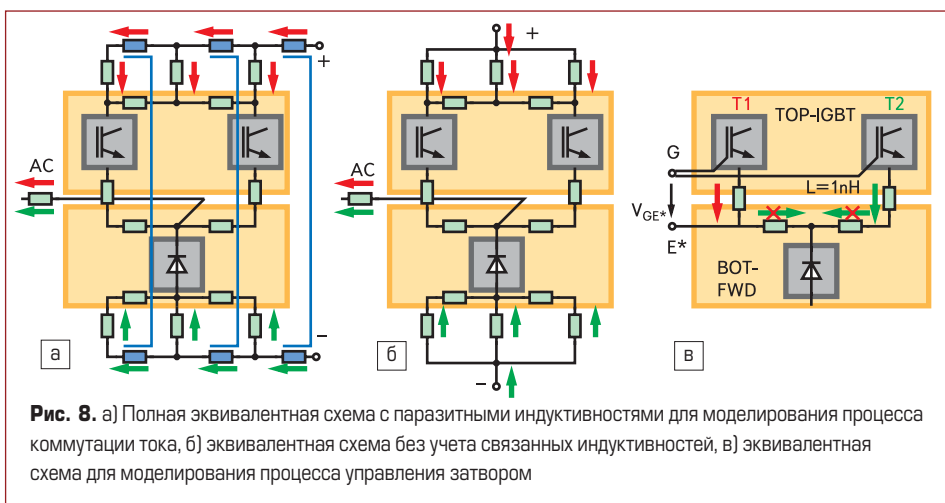 +
AC
−
а
+
AC
−
б
T1
T2
TOP-IGBT
G
L=1nH
VGE*
E*
BOT-
FWD
в
Рис. 8. а) Полная эквивалентная схема с паразитными индуктивностями для моделирования процесса
коммутации тока, б) эквивалентная схема без учета связанных индуктивностей, в) эквивалентная
схема для моделирования процесса управления затвором